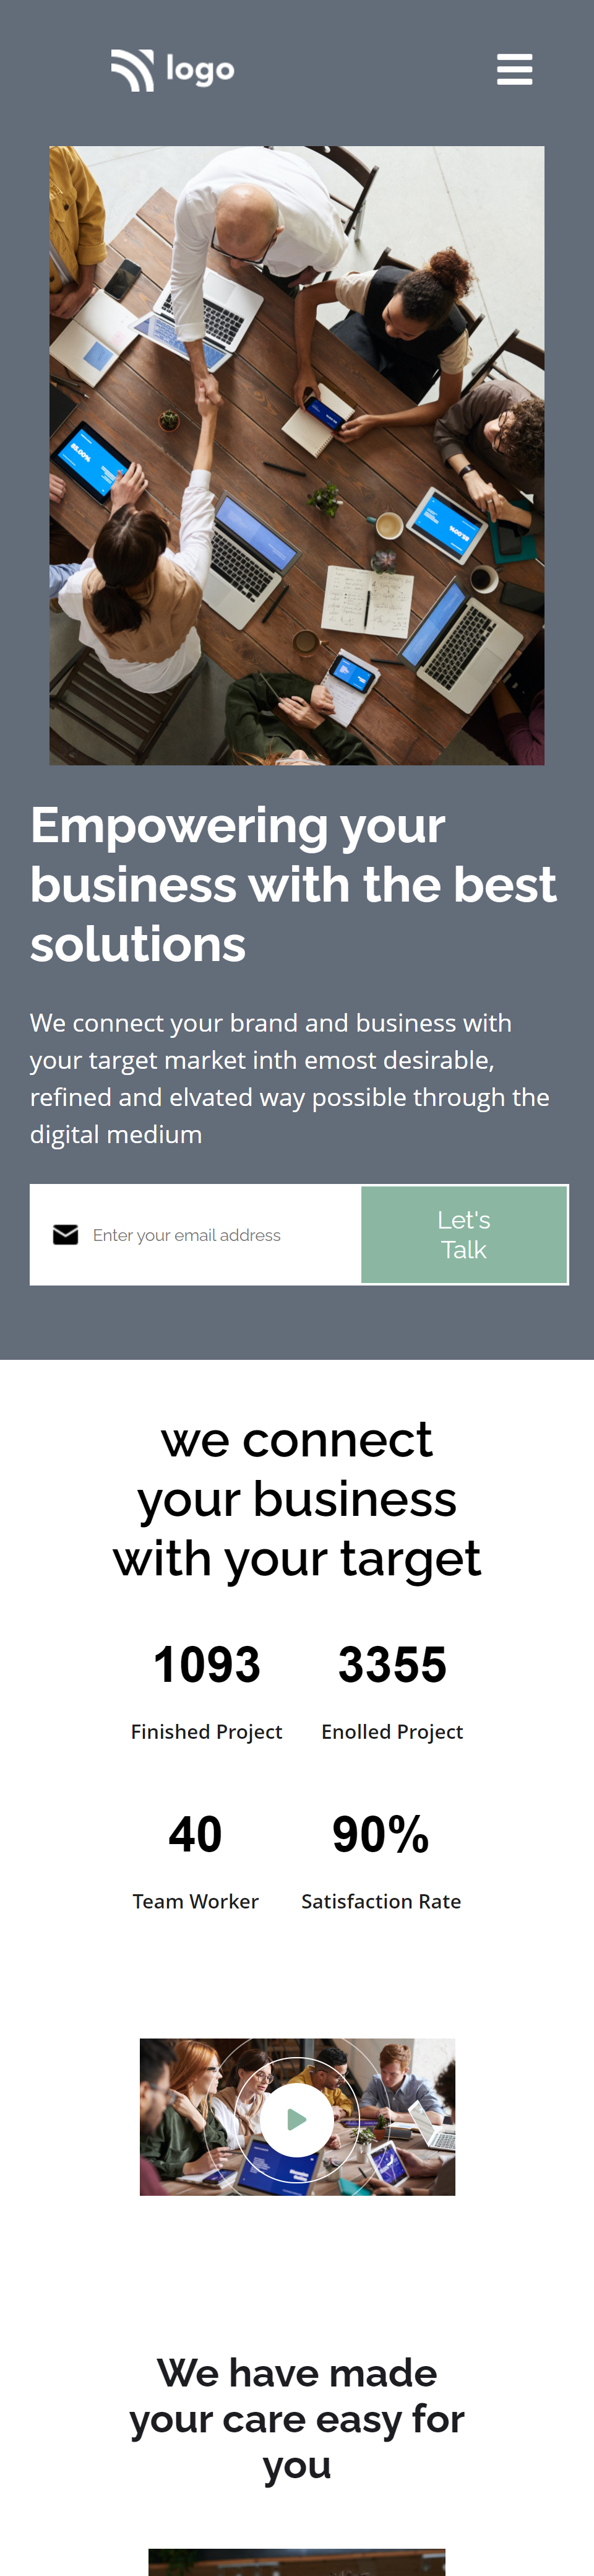 logo
Empowering your
business with the best
solutions
We connect your brand and business with
your target market inth emost desirable,
refined and elvated way possible through the
digital medium
Enter your email address
Let's
Talk
we connect
your business
with your target
1093
3355
Finished Project
Enolled Project
40
90%
Team Worker
Satisfaction Rate
We have made
your care easy for
you